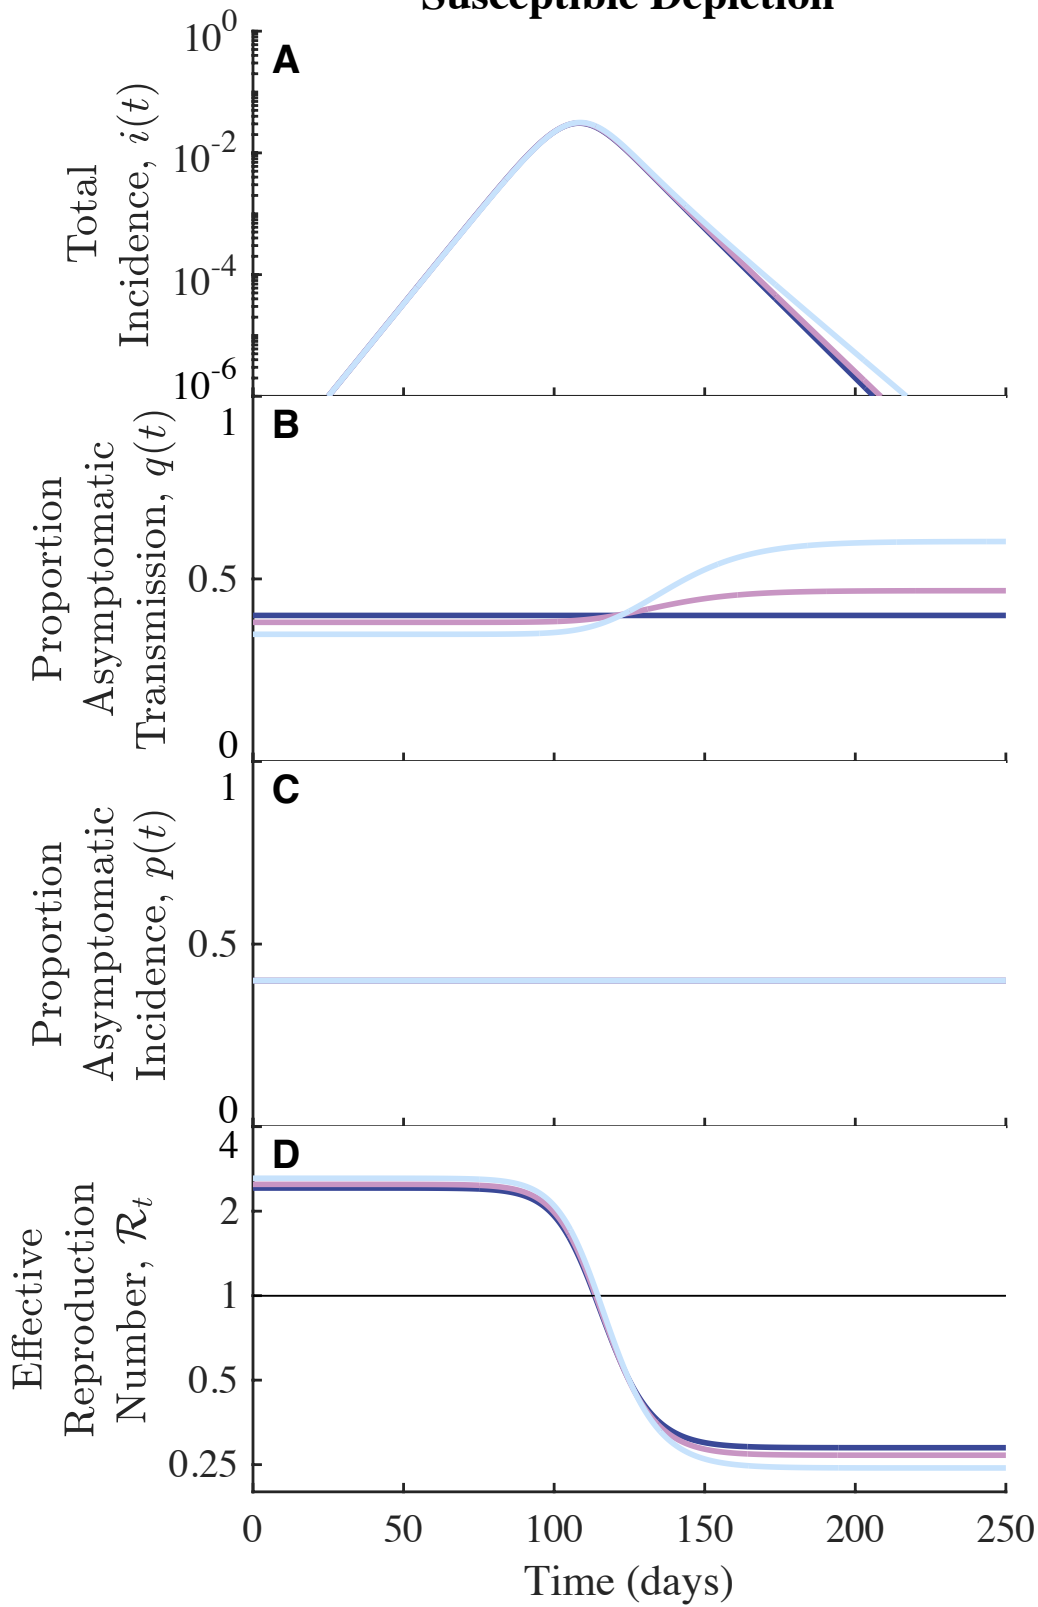 Susceptible Depletion
A
10^0
10^-2
10^-4
10^-6
Total
Incidence, i(t)
B
1
0.5
0
Proportion
Asymptomatic
Transmission, q(t)
C
1
0.5
0
Proportion
Asymptomatic
Incidence, p(t)
D
4
2
1
0.5
0.25
Effective
Reproduction
Number, ℛ_t
0 50 100 150 200 250
Time (days)